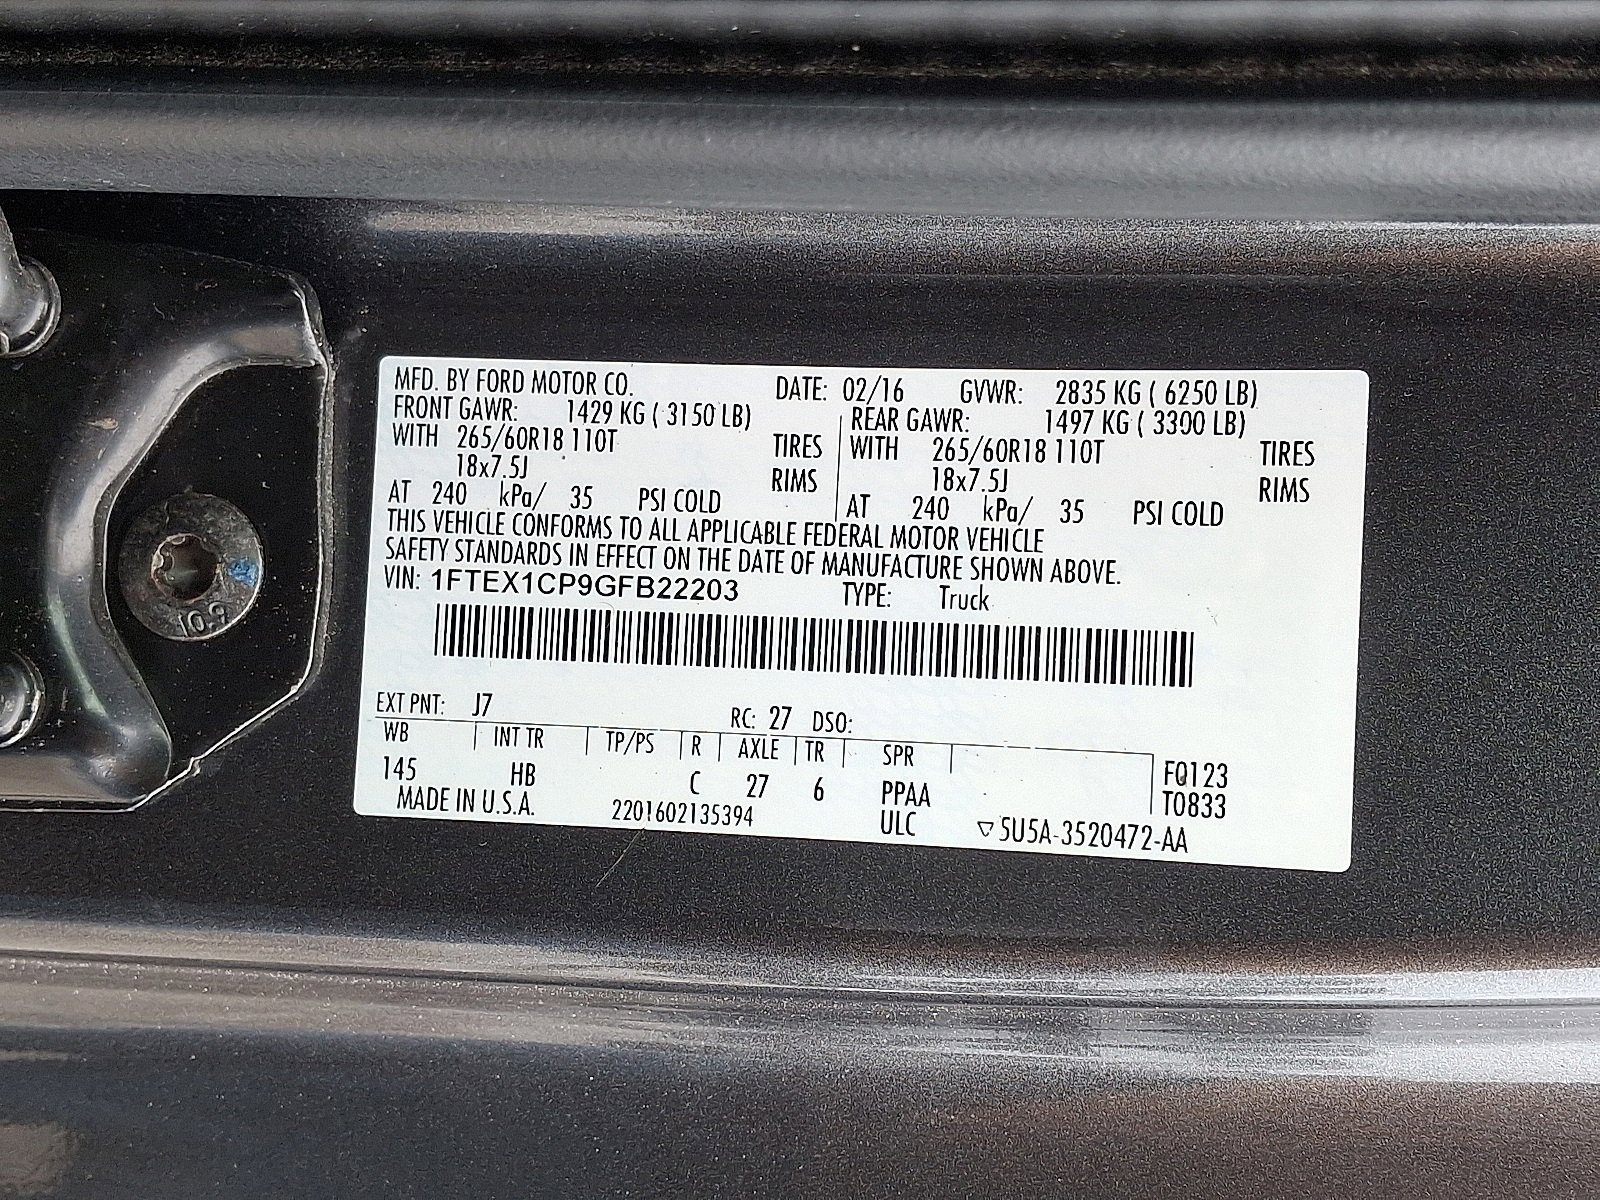 MFD. BY FORD MOTOR CO. DATE: 02/16 GVWR: 2835 KG ( 6250 LB)
FRONT GAWR: 1429 KG ( 3150 LB) REAR GAWR: 1497 KG ( 3300 LB)
WITH 265/60R18 110T TIRES WITH 265/60R18 110T TIRES
18x7.5J RIMS 18x7.5J RIMS
AT 240 kPa/ 35 PSI COLD AT 240 kPa/ 35 PSI COLD
THIS VEHICLE CONFORMS TO ALL APPLICABLE FEDERAL MOTOR VEHICLE
SAFETY STANDARDS IN EFFECT ON THE DATE OF MANUFACTURE SHOWN ABOVE.
VIN: 1FTEX1CP9GFB22203 TYPE: Truck
EXT PNT: J7 RC: 27 DSO:
WB INT TR TP/PS R AXLE TR SPR
145 HB C 27 6 PPAA FQ123
MADE IN U.S.A. 2201602135394 ULC T0833
▽5U5A-3520472-AA
10.9